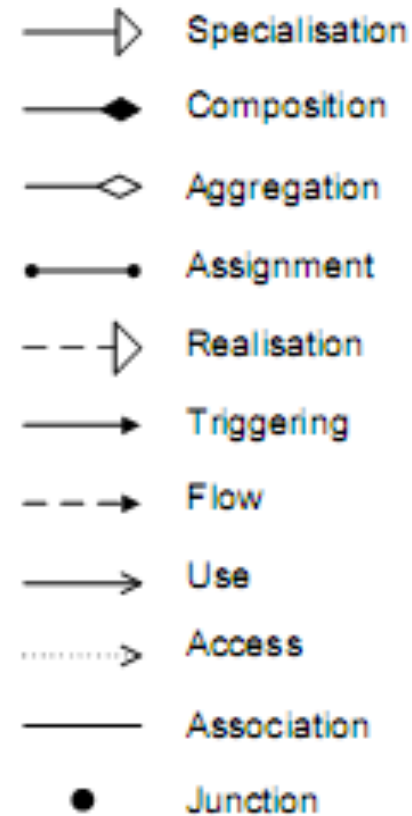 Specialisation
Composition
Aggregation
Assignment
Realisation
Triggering
Flow
Use
Access
Association
Junction